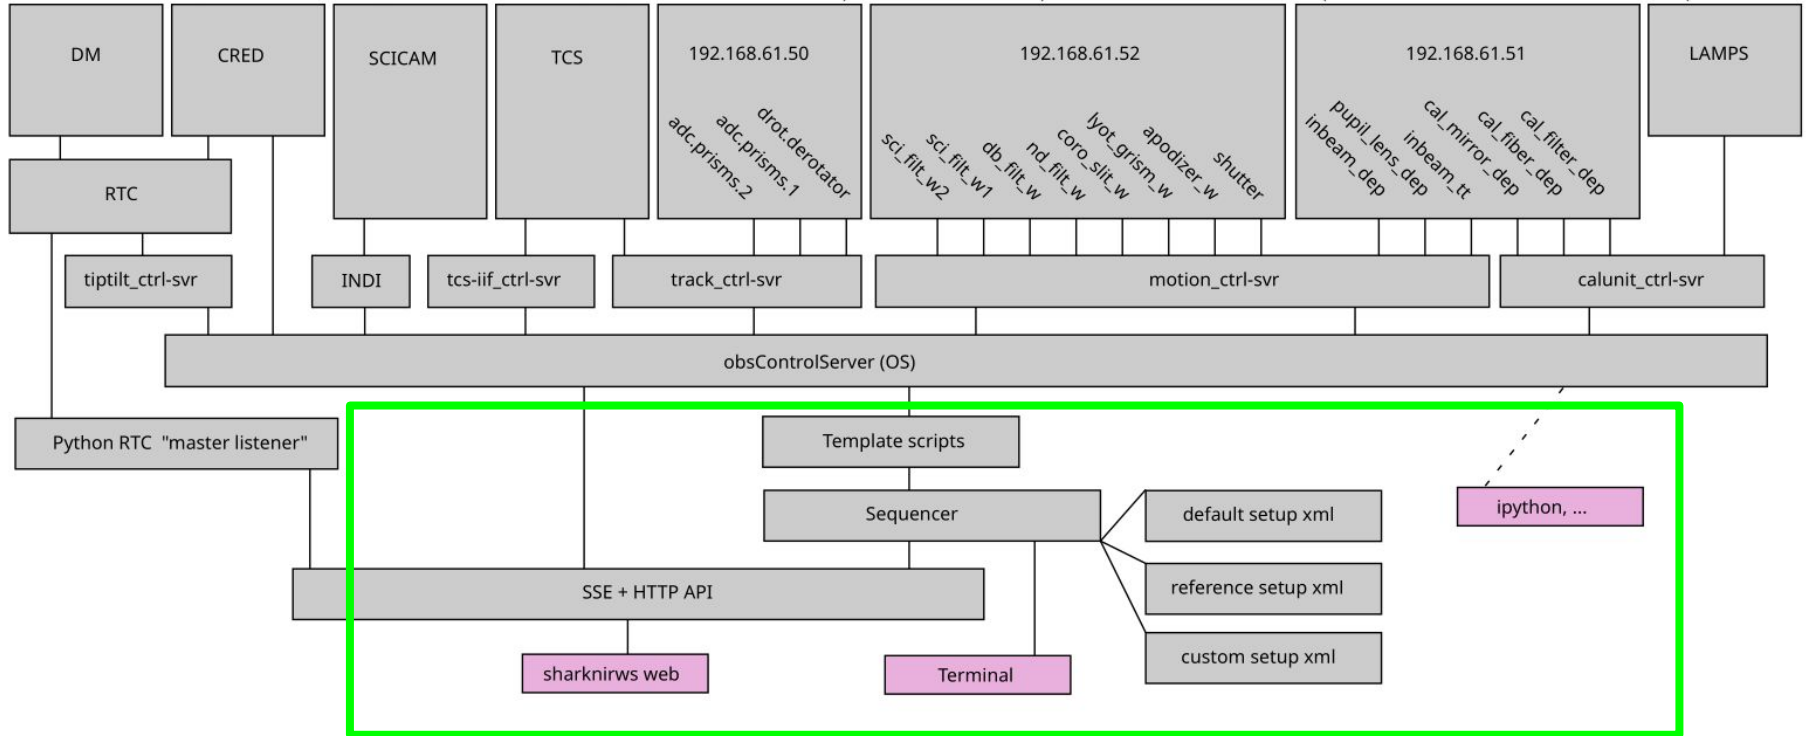 DM
CRED
SCICAM
TCS
192.168.61.50
192.168.61.52
192.168.61.51
LAMPS
adc.prisms.2
adc.prisms.1
drot.derotator
sci_filt_w2
sci_filt_w1
db_filt_w
nd_filt_w
coro_slit_w
lyot_grism_w
apodizer_w
shutter
inbeam_dep
pupil_lens_dep
inbeam_tt
cal_mirror_dep
cal_fiber_dep
cal_filter_dep
RTC
tiptilt_ctrl-svr
INDI
tcs-iif_ctrl-svr
track_ctrl-svr
motion_ctrl-svr
calunit_ctrl-svr
obsControlServer (OS)
Python RTC "master listener"
Template scripts
Sequencer
default setup xml
ipython, ...
SSE + HTTP API
reference setup xml
custom setup xml
sharknirws web
Terminal